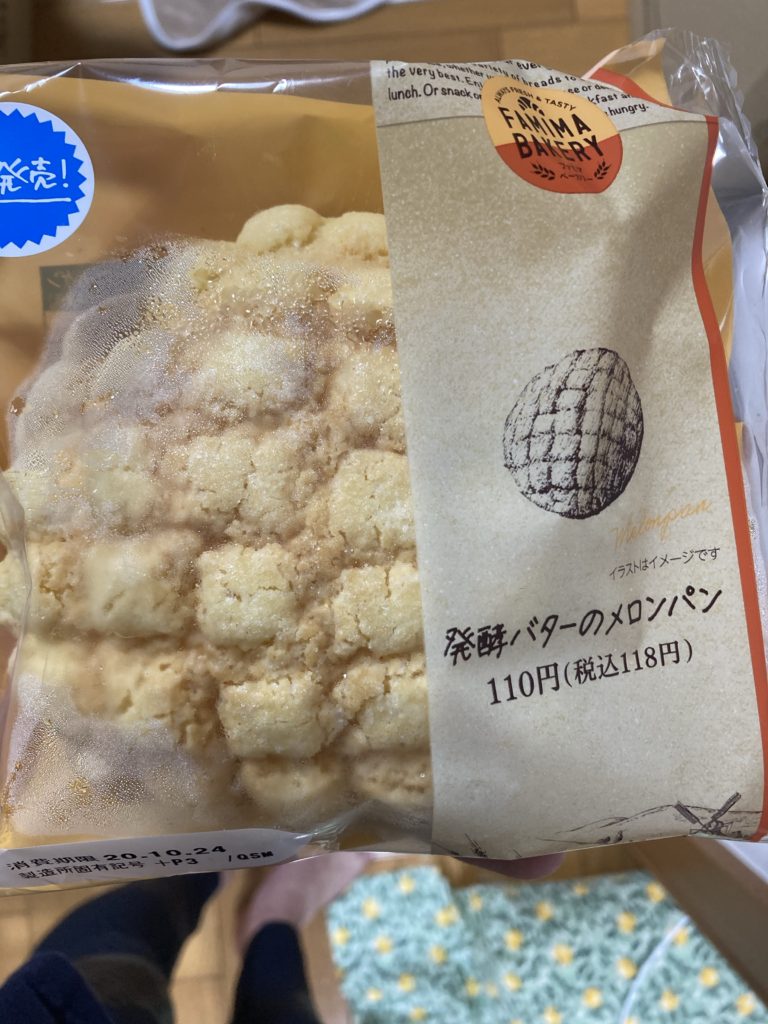 the very best.
lunch. Or snack
hungry.
ALWAYS FRESH & TASTY
FAMIMA
BAKERY
ファミマ
ベーカリー
発売!
Melonpan
イラストはイメージです
発酵バターのメロンパン
110円(税込118円)
消費期限 20.10.24
製造所固有記号 +P3 /QSM